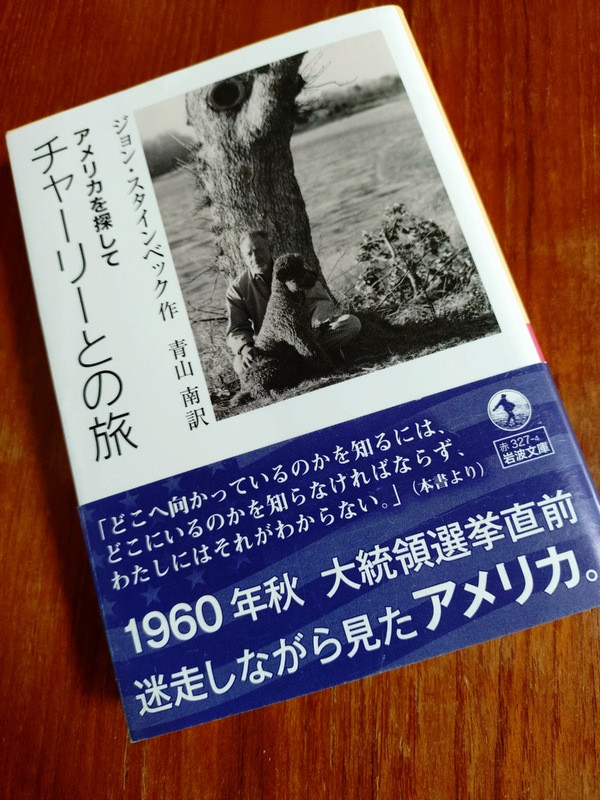 アメリカを探して
チャーリーとの旅
ジョン・スタインベック作
青山 南訳
赤 327-4
岩波文庫
「どこへ向かっているのかを知るには、
どこにいるのかを知らなければならず、
わたしにはそれがわからない。」（本書より）
1960年秋 大統領選挙直前
迷走しながら見たアメリカ。